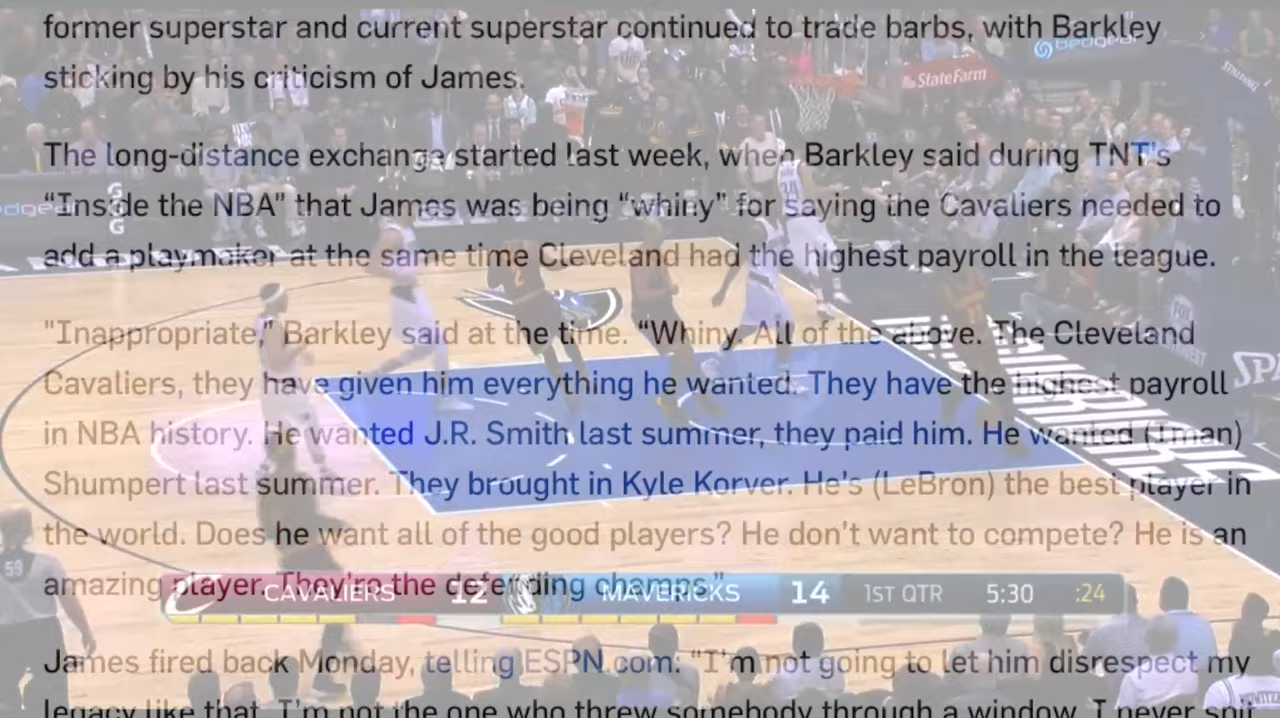 former superstar and current superstar continued to trade barbs, with Barkley
sticking by his criticism of James.
bedgear
StateFarm
SPALDING
The long-distance exchange started last week, when Barkley said during TNT's
“Inside the NBA” that James was being “whiny” for saying the Cavaliers needed to
add a playmaker at the same time Cleveland had the highest payroll in the league.
bedgear
34
2
"Inappropriate,” Barkley said at the time. “Whiny. All of the above. The Cleveland
Cavaliers, they have given him everything he wanted. They have the highest payroll
in NBA history. He wanted J.R. Smith last summer, they paid him. He wanted (Iman)
Shumpert last summer. They brought in Kyle Korver. He's (LeBron) the best player in
the world. Does he want all of the good players? He don't want to compete? He is an
amazing player. They're the defending champs.”
59
CAVALIERS 12 MAVERICKS 14 1ST QTR 5:30 :24
James fired back Monday, telling ESPN.com: “I'm not going to let him disrespect my
legacy like that. I'm not the one who threw somebody through a window. I never spit